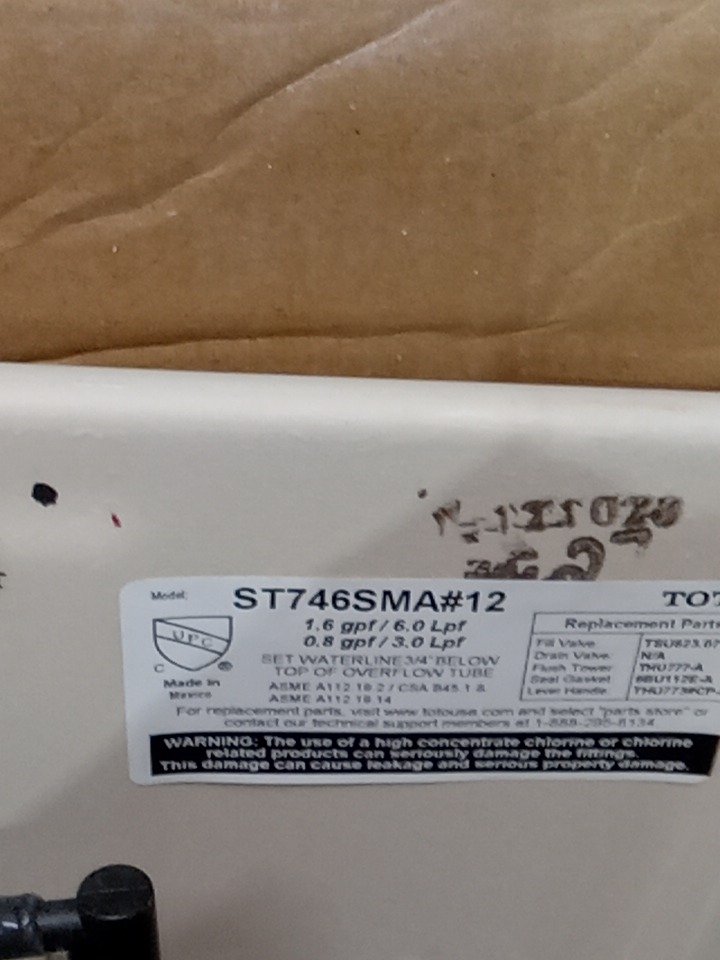 Model: ST746SMA#12 TOT
1.6 gpf / 6.0 Lpf
0.8 gpf / 3.0 Lpf
UPC
C ®
Made in
Mexico
SET WATERLINE 3/4" BELOW
TOP OF OVERFLOW TUBE
ASME A112.19.2 / CSA B45.1 &
ASME A112.19.14
Replacement Parts
Fill Valve
Drain Valve N/A
Flush Tower THU777-A
Seal Gasket 9BU112E-A
Lever Handle
For replacement parts, visit www.totousa.com and select "parts store" or
contact our technical support members at
WARNING: The use of a high concentrate chlorine or chlorine
related products can seriously damage the fittings.
This damage can cause leakage and serious property damage.